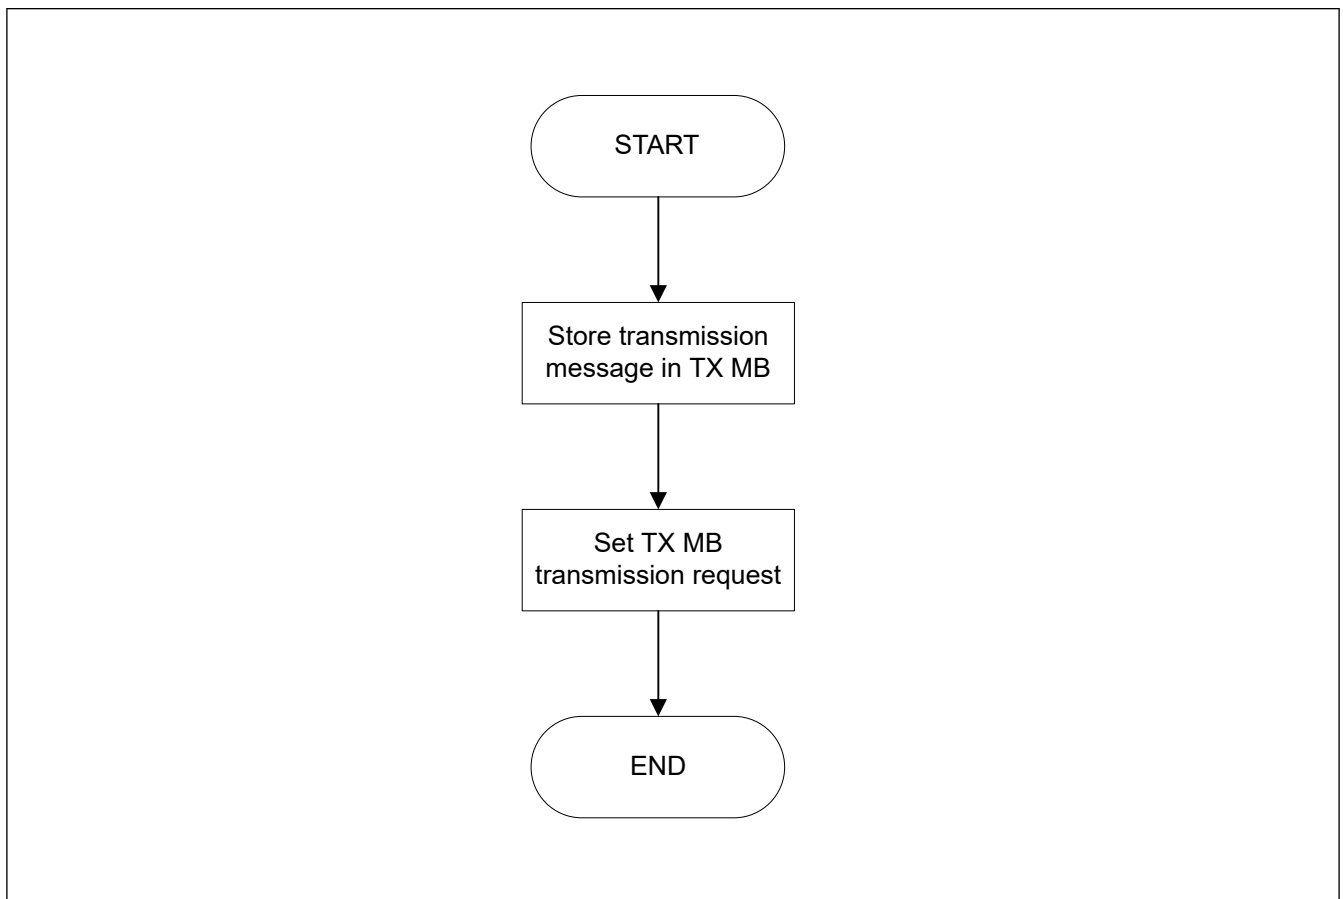 START
Store transmission
message in TX MB
Set TX MB
transmission request
END